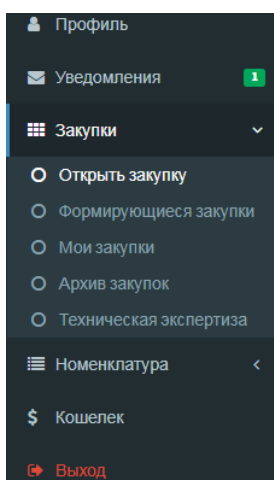 Профиль
Уведомления 1
Закупки
Открыть закупку
Формирующиеся закупки
Мои закупки
Архив закупок
Техническая экспертиза
Номенклатура
$ Кошелек
Выход